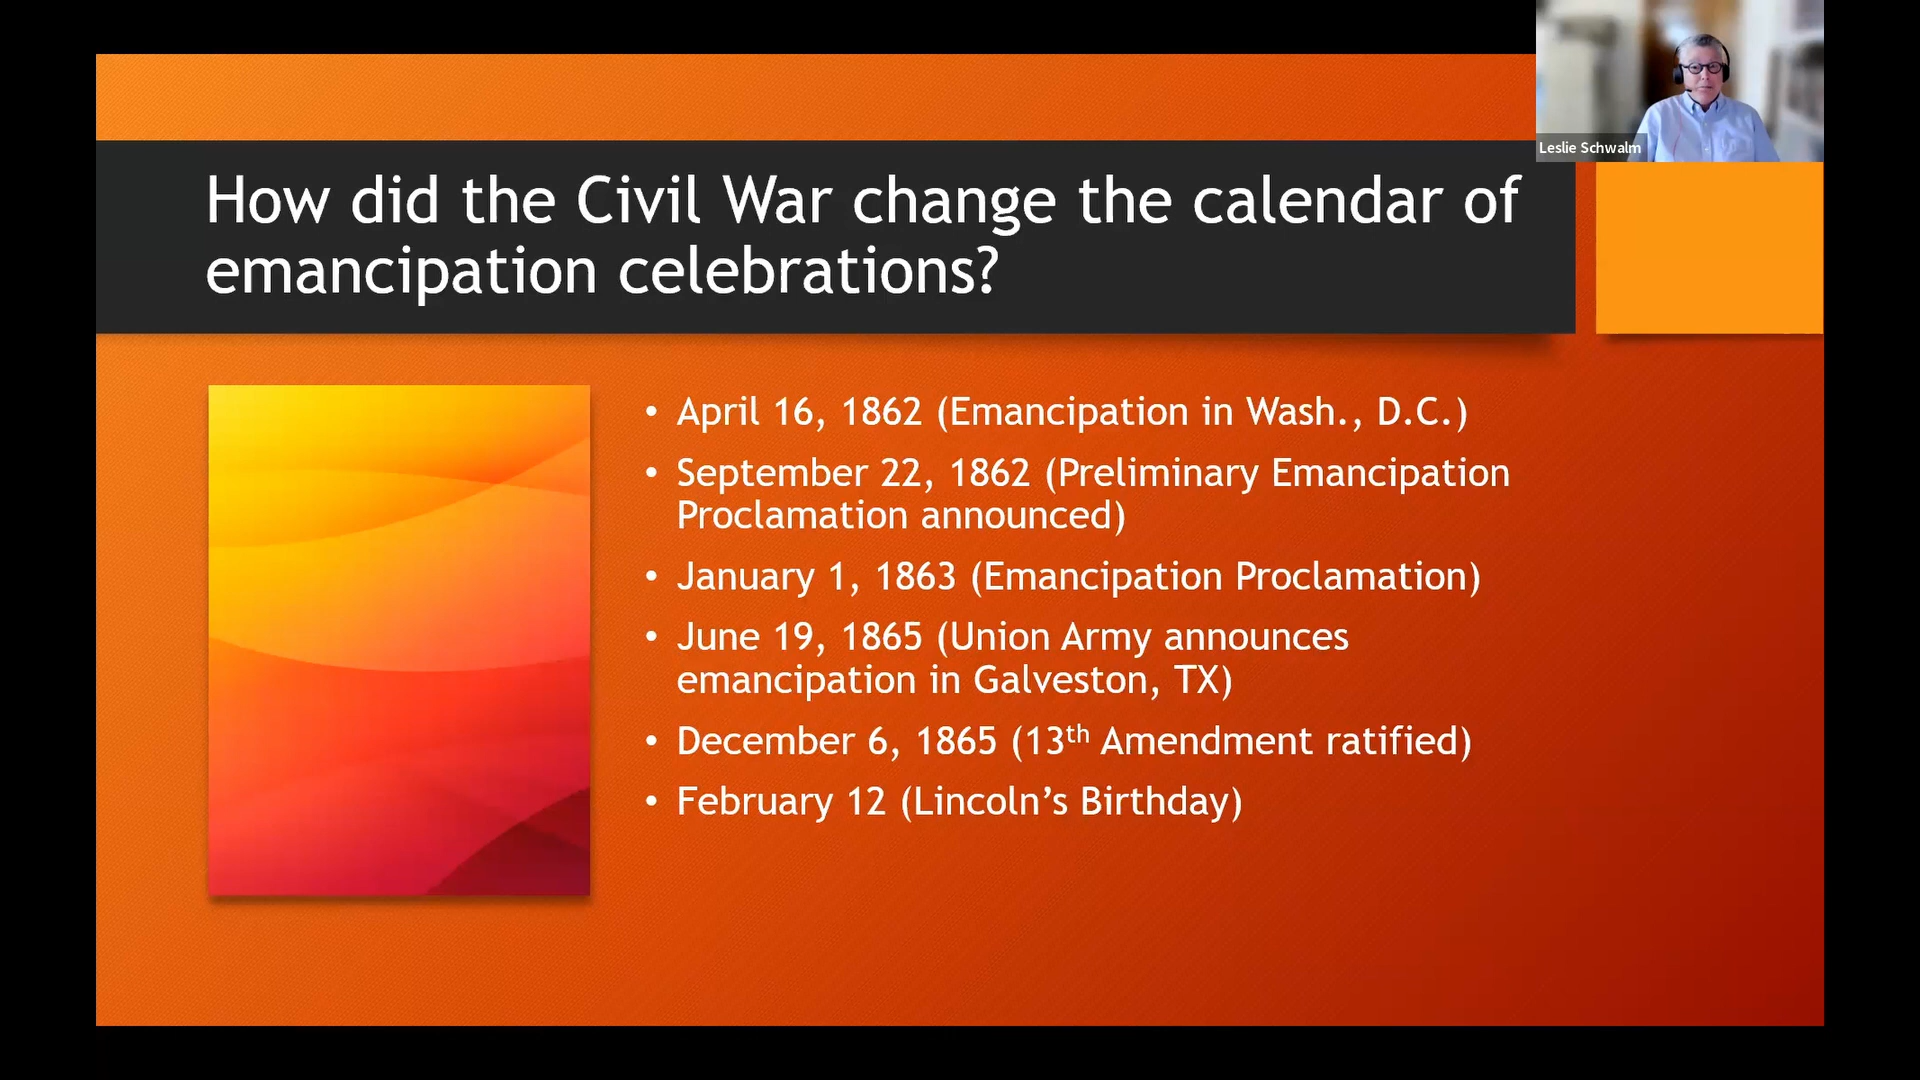 Leslie Schwalm
How did the Civil War change the calendar of
emancipation celebrations?
• April 16, 1862 (Emancipation in Wash., D.C.)
• September 22, 1862 (Preliminary Emancipation
Proclamation announced)
• January 1, 1863 (Emancipation Proclamation)
• June 19, 1865 (Union Army announces
emancipation in Galveston, TX)
• December 6, 1865 (13th Amendment ratified)
• February 12 (Lincoln’s Birthday)